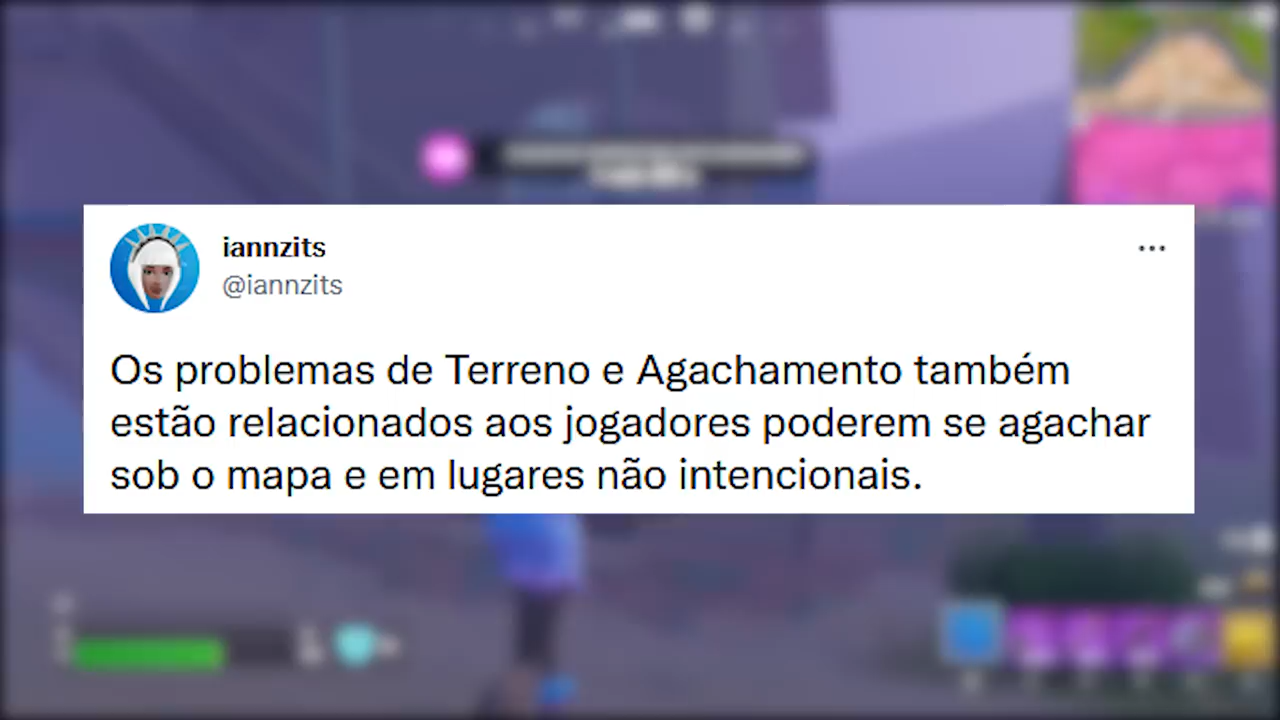 iannzits
@iannzits
Os problemas de Terreno e Agachamento também
estão relacionados aos jogadores poderem se agachar
sob o mapa e em lugares não intencionais.